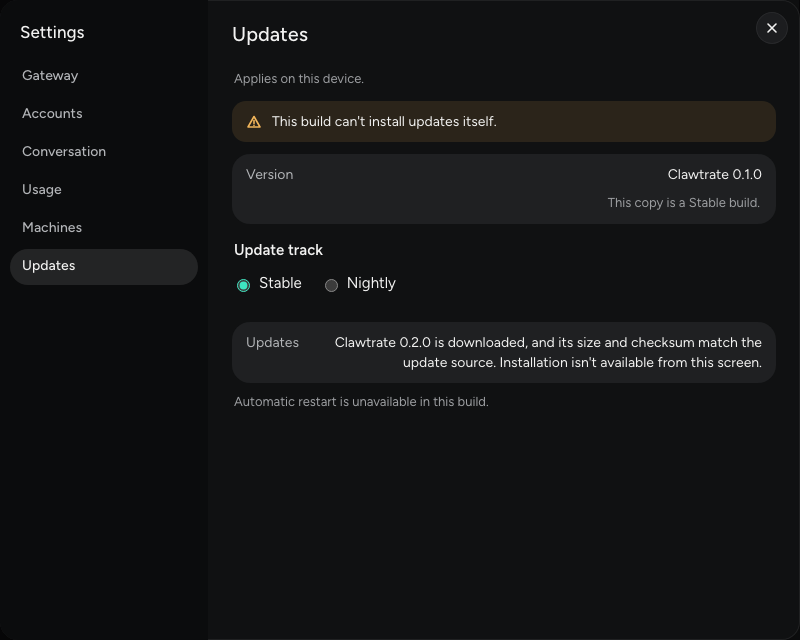 Settings
Gateway
Accounts
Conversation
Usage
Machines
Updates
Updates
Applies on this device.
This build can't install updates itself.
Version
Clawtrate 0.1.0
This copy is a Stable build.
Update track
Stable
Nightly
Updates
Clawtrate 0.2.0 is downloaded, and its size and checksum match the
update source. Installation isn't available from this screen.
Automatic restart is unavailable in this build.